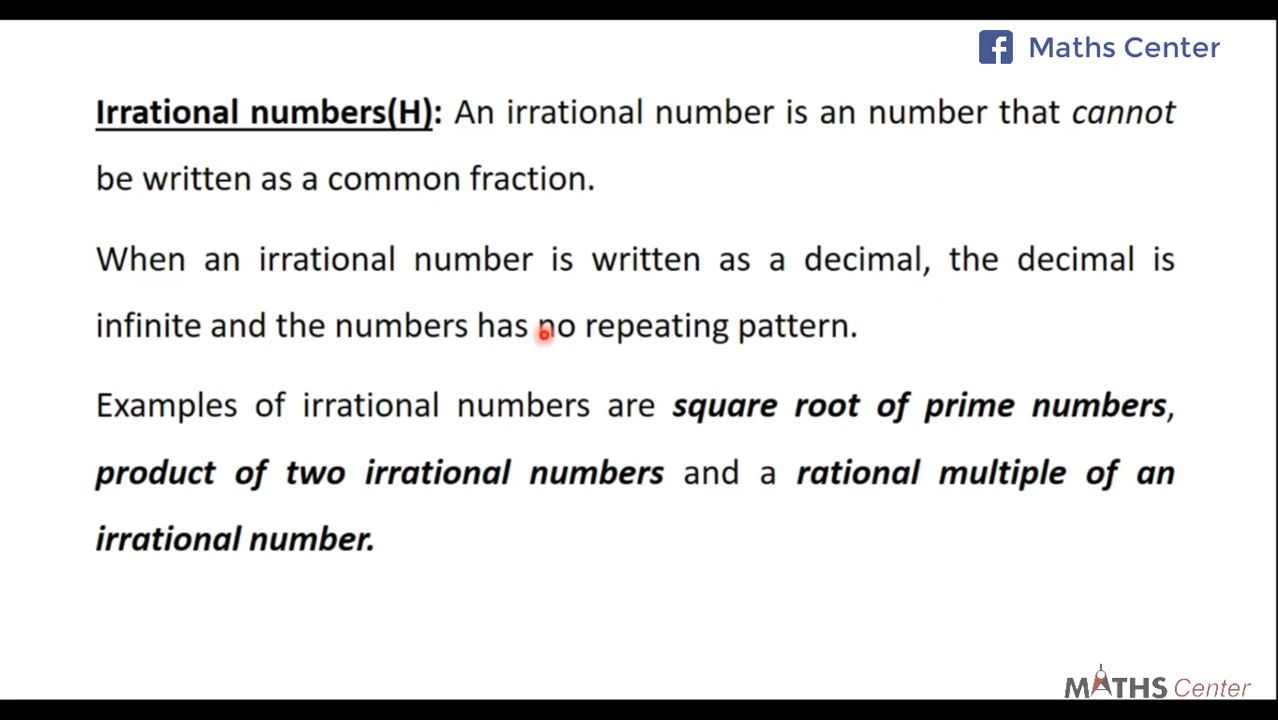 Maths Center
Irrational numbers(H): An irrational number is an number that cannot
be written as a common fraction.
When an irrational number is written as a decimal, the decimal is
infinite and the numbers has no repeating pattern.
Examples of irrational numbers are square root of prime numbers,
product of two irrational numbers and a rational multiple of an
irrational number.
MATHS Center